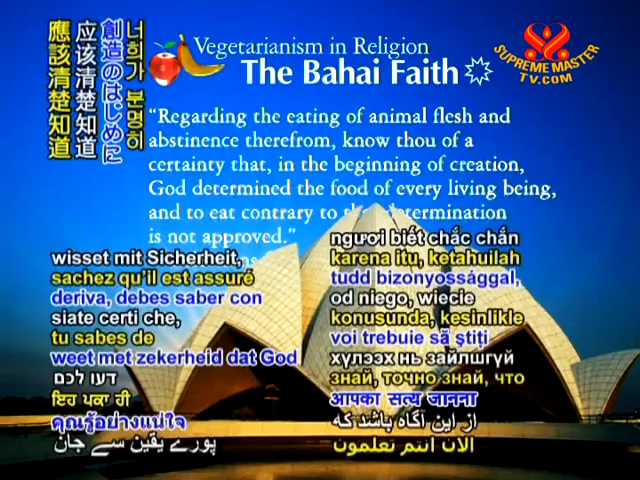 Vegetarianism in Religion
The Bahai Faith
SUPREME MASTER
TV.COM
너희가 분명히
創造のはじめに
应该清楚知道
應該清楚知道
“Regarding the eating of animal flesh and
abstinence therefrom, know thou of a
certainty that, in the beginning of creation,
God determined the food of every living being,
and to eat contrary to determination
is not approved.”
wisset mit Sicherheit,
sachez qu'il est assuré
deriva, debes saber con
siate certi che,
tu sabes de
weet met zekerheid dat God
דעו לכם
คุณรู้อย่างแน่ใจ
پورے یقین سے جان
người biết chắc chắn
karena itu, ketahuilah
tudd bizonyossággal,
od niego, wiecie
konusunda, kesinlikle
voi trebuie să ştiţi
хүлээх нь зайлшгүй
знай, точно знай, что
आपका सत्य जानना
از این آگاه باشد که
الآن انتم تعلمون